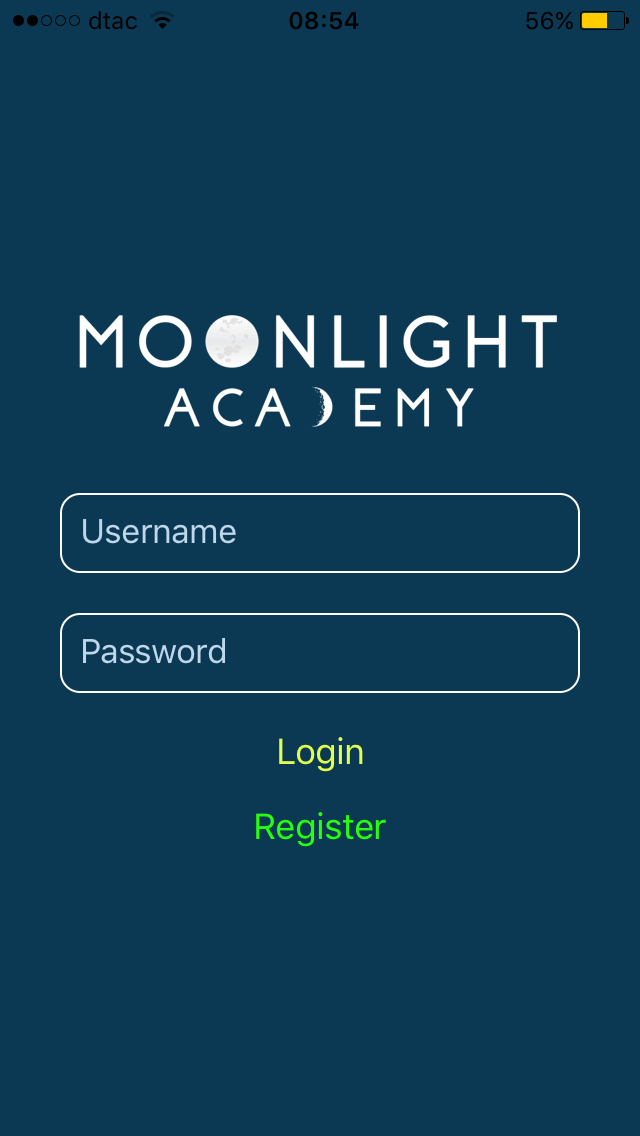 dtac 08:54 56%
MOONLIGHT
ACADEMY
Username
Password
Login
Register